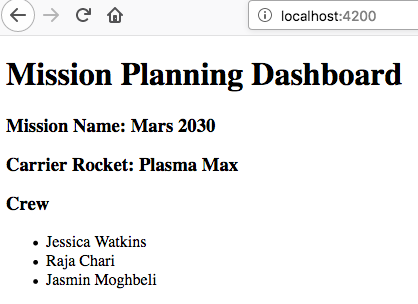 localhost:4200
Mission Planning Dashboard
Mission Name: Mars 2030
Carrier Rocket: Plasma Max
Crew
Jessica Watkins
Raja Chari
Jasmin Moghbeli